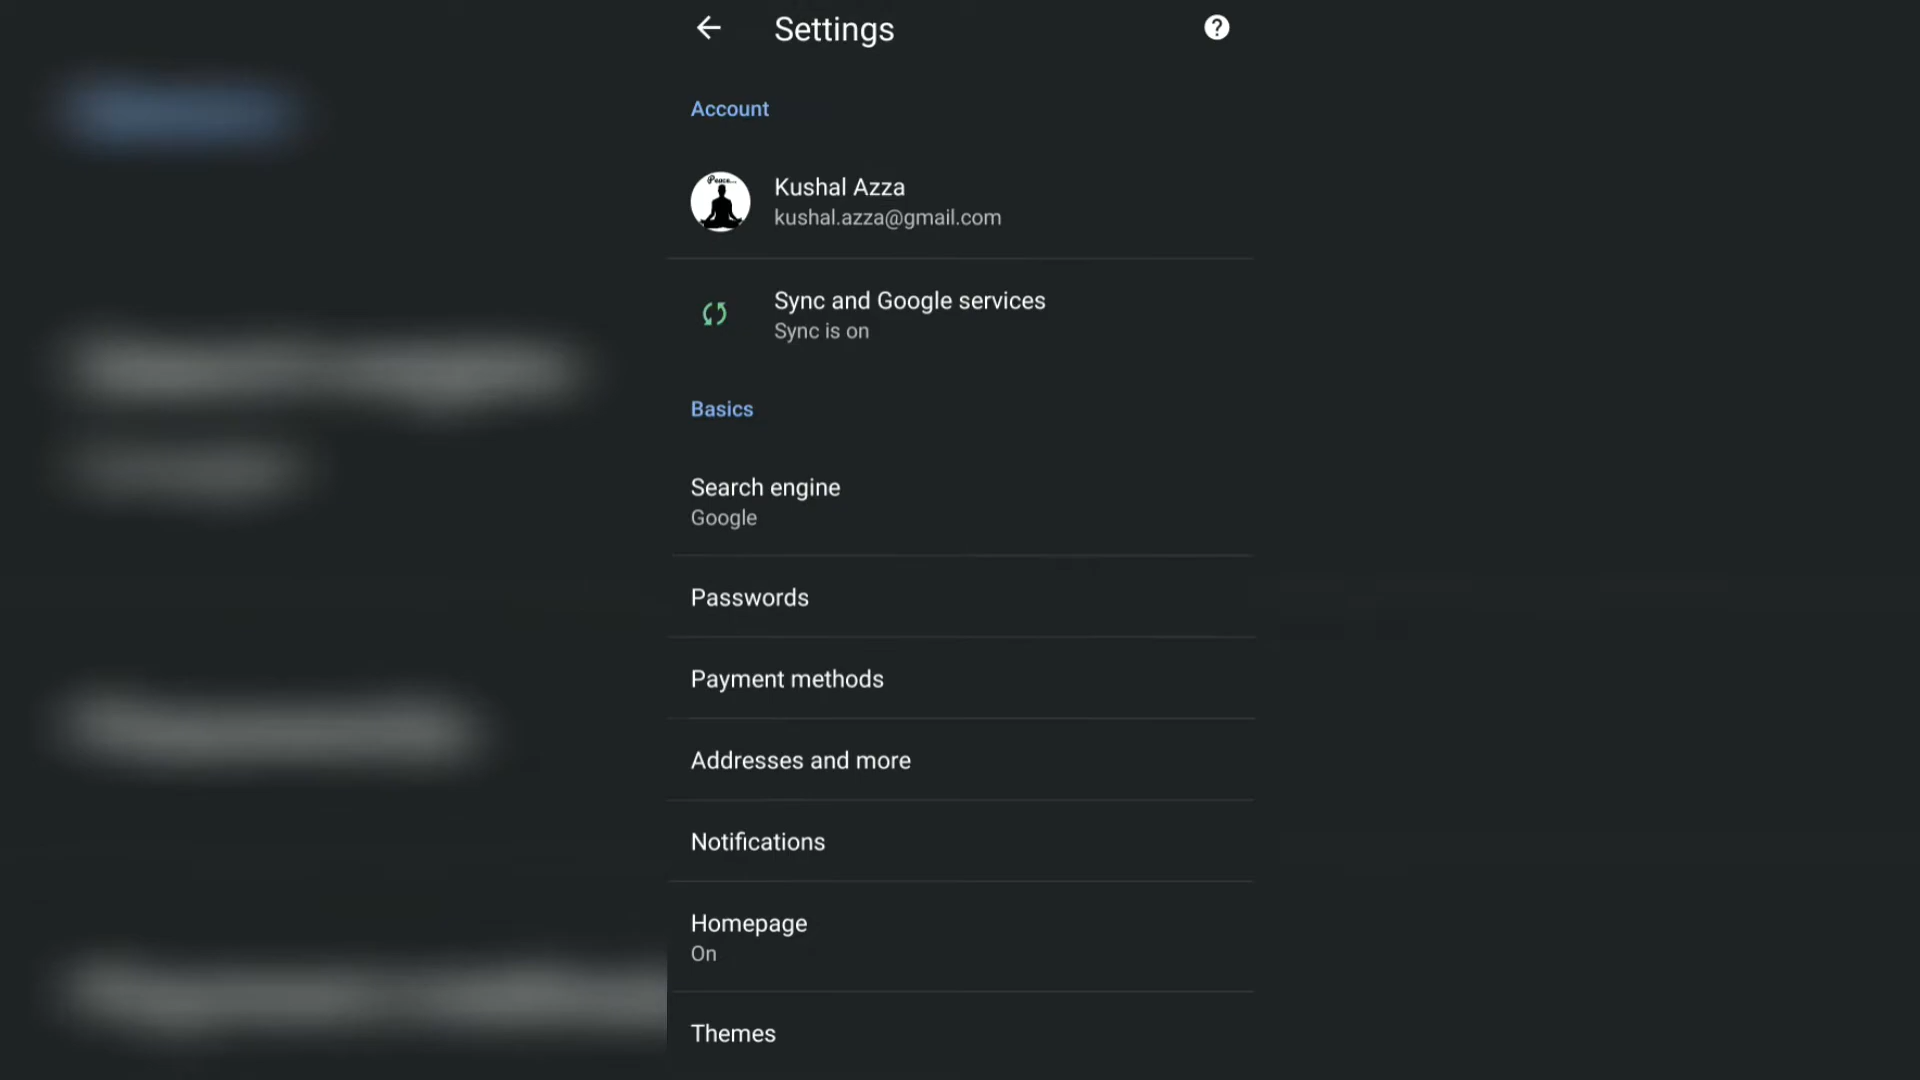 Settings
Account
Peace...
Kushal Azza
kushal.azza@gmail.com
Sync and Google services
Sync is on
Basics
Search engine
Google
Passwords
Payment methods
Addresses and more
Notifications
Homepage
On
Themes